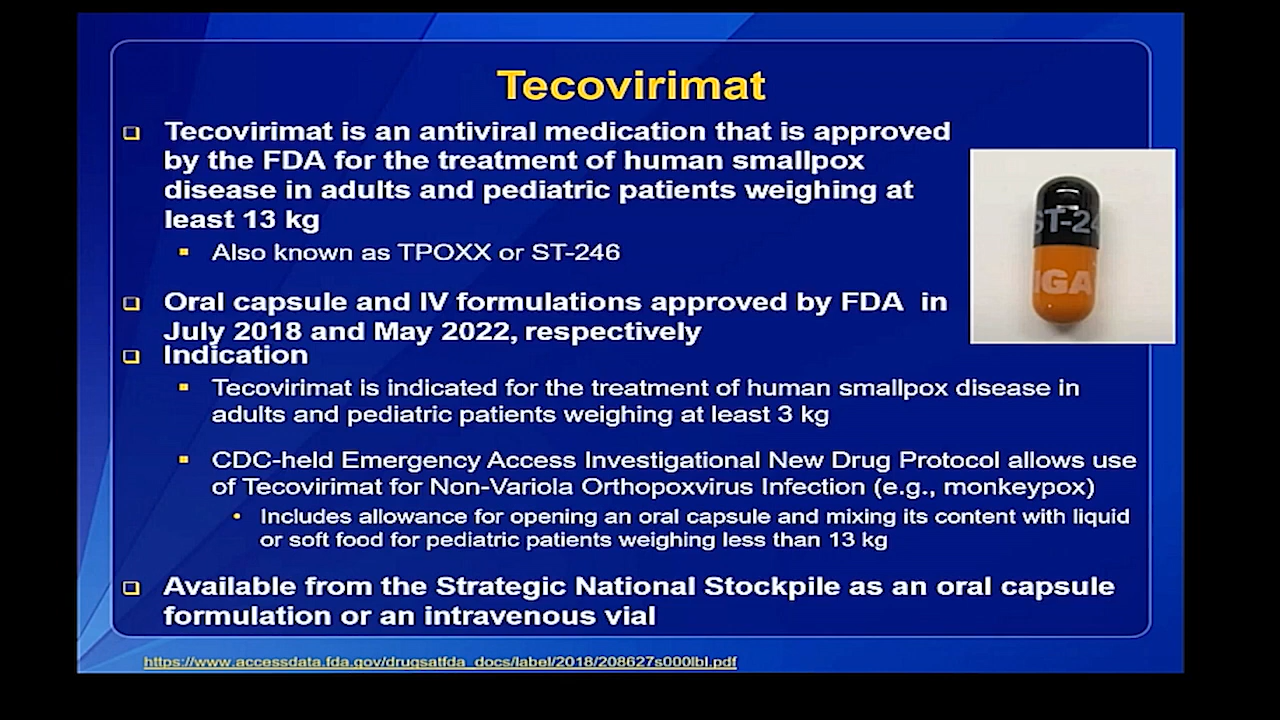 Tecovirimat
Tecovirimat is an antiviral medication that is approved
by the FDA for the treatment of human smallpox
disease in adults and pediatric patients weighing at
least 13 kg
Also known as TPOXX or ST-246
Oral capsule and IV formulations approved by FDA in
July 2018 and May 2022, respectively
Indication
Tecovirimat is indicated for the treatment of human smallpox disease in
adults and pediatric patients weighing at least 3 kg
CDC-held Emergency Access Investigational New Drug Protocol allows use
of Tecovirimat for Non-Variola Orthopoxvirus Infection (e.g., monkeypox)
Includes allowance for opening an oral capsule and mixing its content with liquid
or soft food for pediatric patients weighing less than 13 kg
Available from the Strategic National Stockpile as an oral capsule
formulation or an intravenous vial
https://www.accessdata.fda.gov/drugsatfda_docs/label/2018/208627s000lbl.pdf
ST-24
IGA